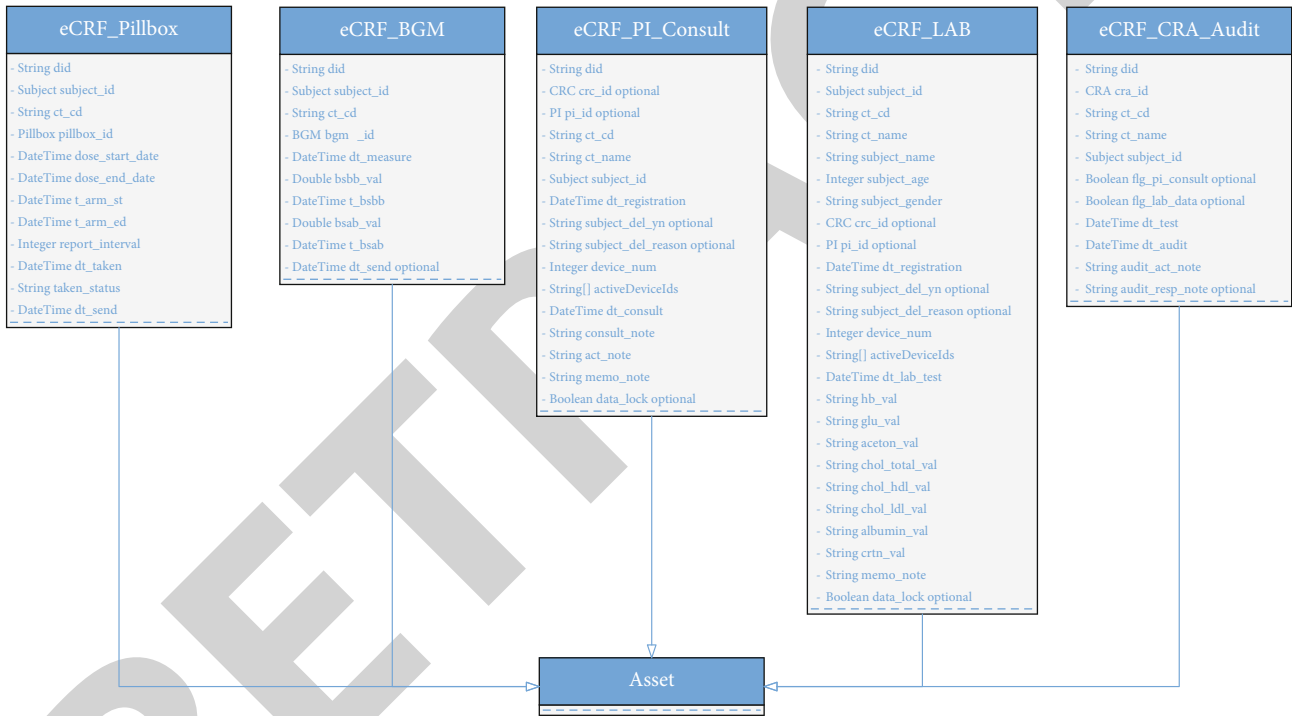 eCRF_Pillbox
- String did
- Subject subject_id
- String ct_cd
- Pillbox pillbox_id
- DateTime dose_start_date
- DateTime dose_end_date
- DateTime t_arm_st
- DateTime t_arm_ed
- Integer report_interval
- DateTime dt_taken
- String taken_status
- DateTime dt_send
eCRF_BGM
- String did
- Subject subject_id
- String ct_cd
- BGM bgm _id
- DateTime dt_measure
- Double bsbb_val
- DateTime t_bsbb
- Double bsab_val
- DateTime t_bsab
- DateTime dt_send optional
eCRF_PI_Consult
- String did
- CRC crc_id optional
- PI pi_id optional
- String ct_cd
- String ct_name
- Subject subject_id
- DateTime dt_registration
- String subject_del_yn optional
- String subject_del_reason optional
- Integer device_num
- String[] activeDeviceIds
- DateTime dt_consult
- String consult_note
- String act_note
- String memo_note
- Boolean data_lock optional
eCRF_LAB
- String did
- Subject subject_id
- String ct_cd
- String ct_name
- String subject_name
- Integer subject_age
- String subject_gender
- CRC crc_id optional
- PI pi_id optional
- DateTime dt_registration
- String subject_del_yn optional
- String subject_del_reason optional
- Integer device_num
- String[] activeDeviceIds
- DateTime dt_lab_test
- String hb_val
- String glu_val
- String aceton_val
- String chol_total_val
- String chol_hdl_val
- String chol_ldl_val
- String albumin_val
- String crtn_val
- String memo_note
- Boolean data_lock optional
eCRF_CRA_Audit
- String did
- CRA cra_id
- String ct_cd
- String ct_name
- Subject subject_id
- Boolean flg_pi_consult optional
- Boolean flg_lab_data optional
- DateTime dt_test
- DateTime dt_audit
- String audit_act_note
- String audit_resp_note optional
Asset